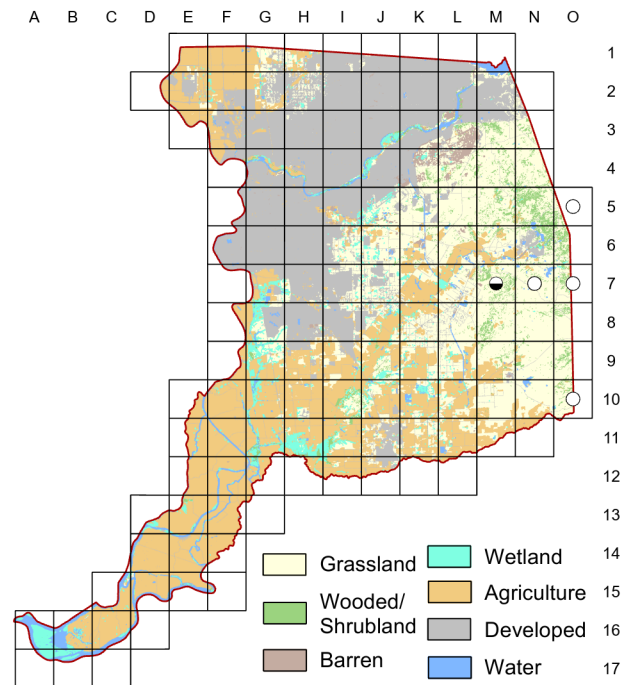 A B C D E F G H I J K L M N O
1
2
3
4
5
6
7
8
9
10
11
12
13
14
15
16
17
Grassland
Wooded/
Shrubland
Barren
Wetland
Agriculture
Developed
Water